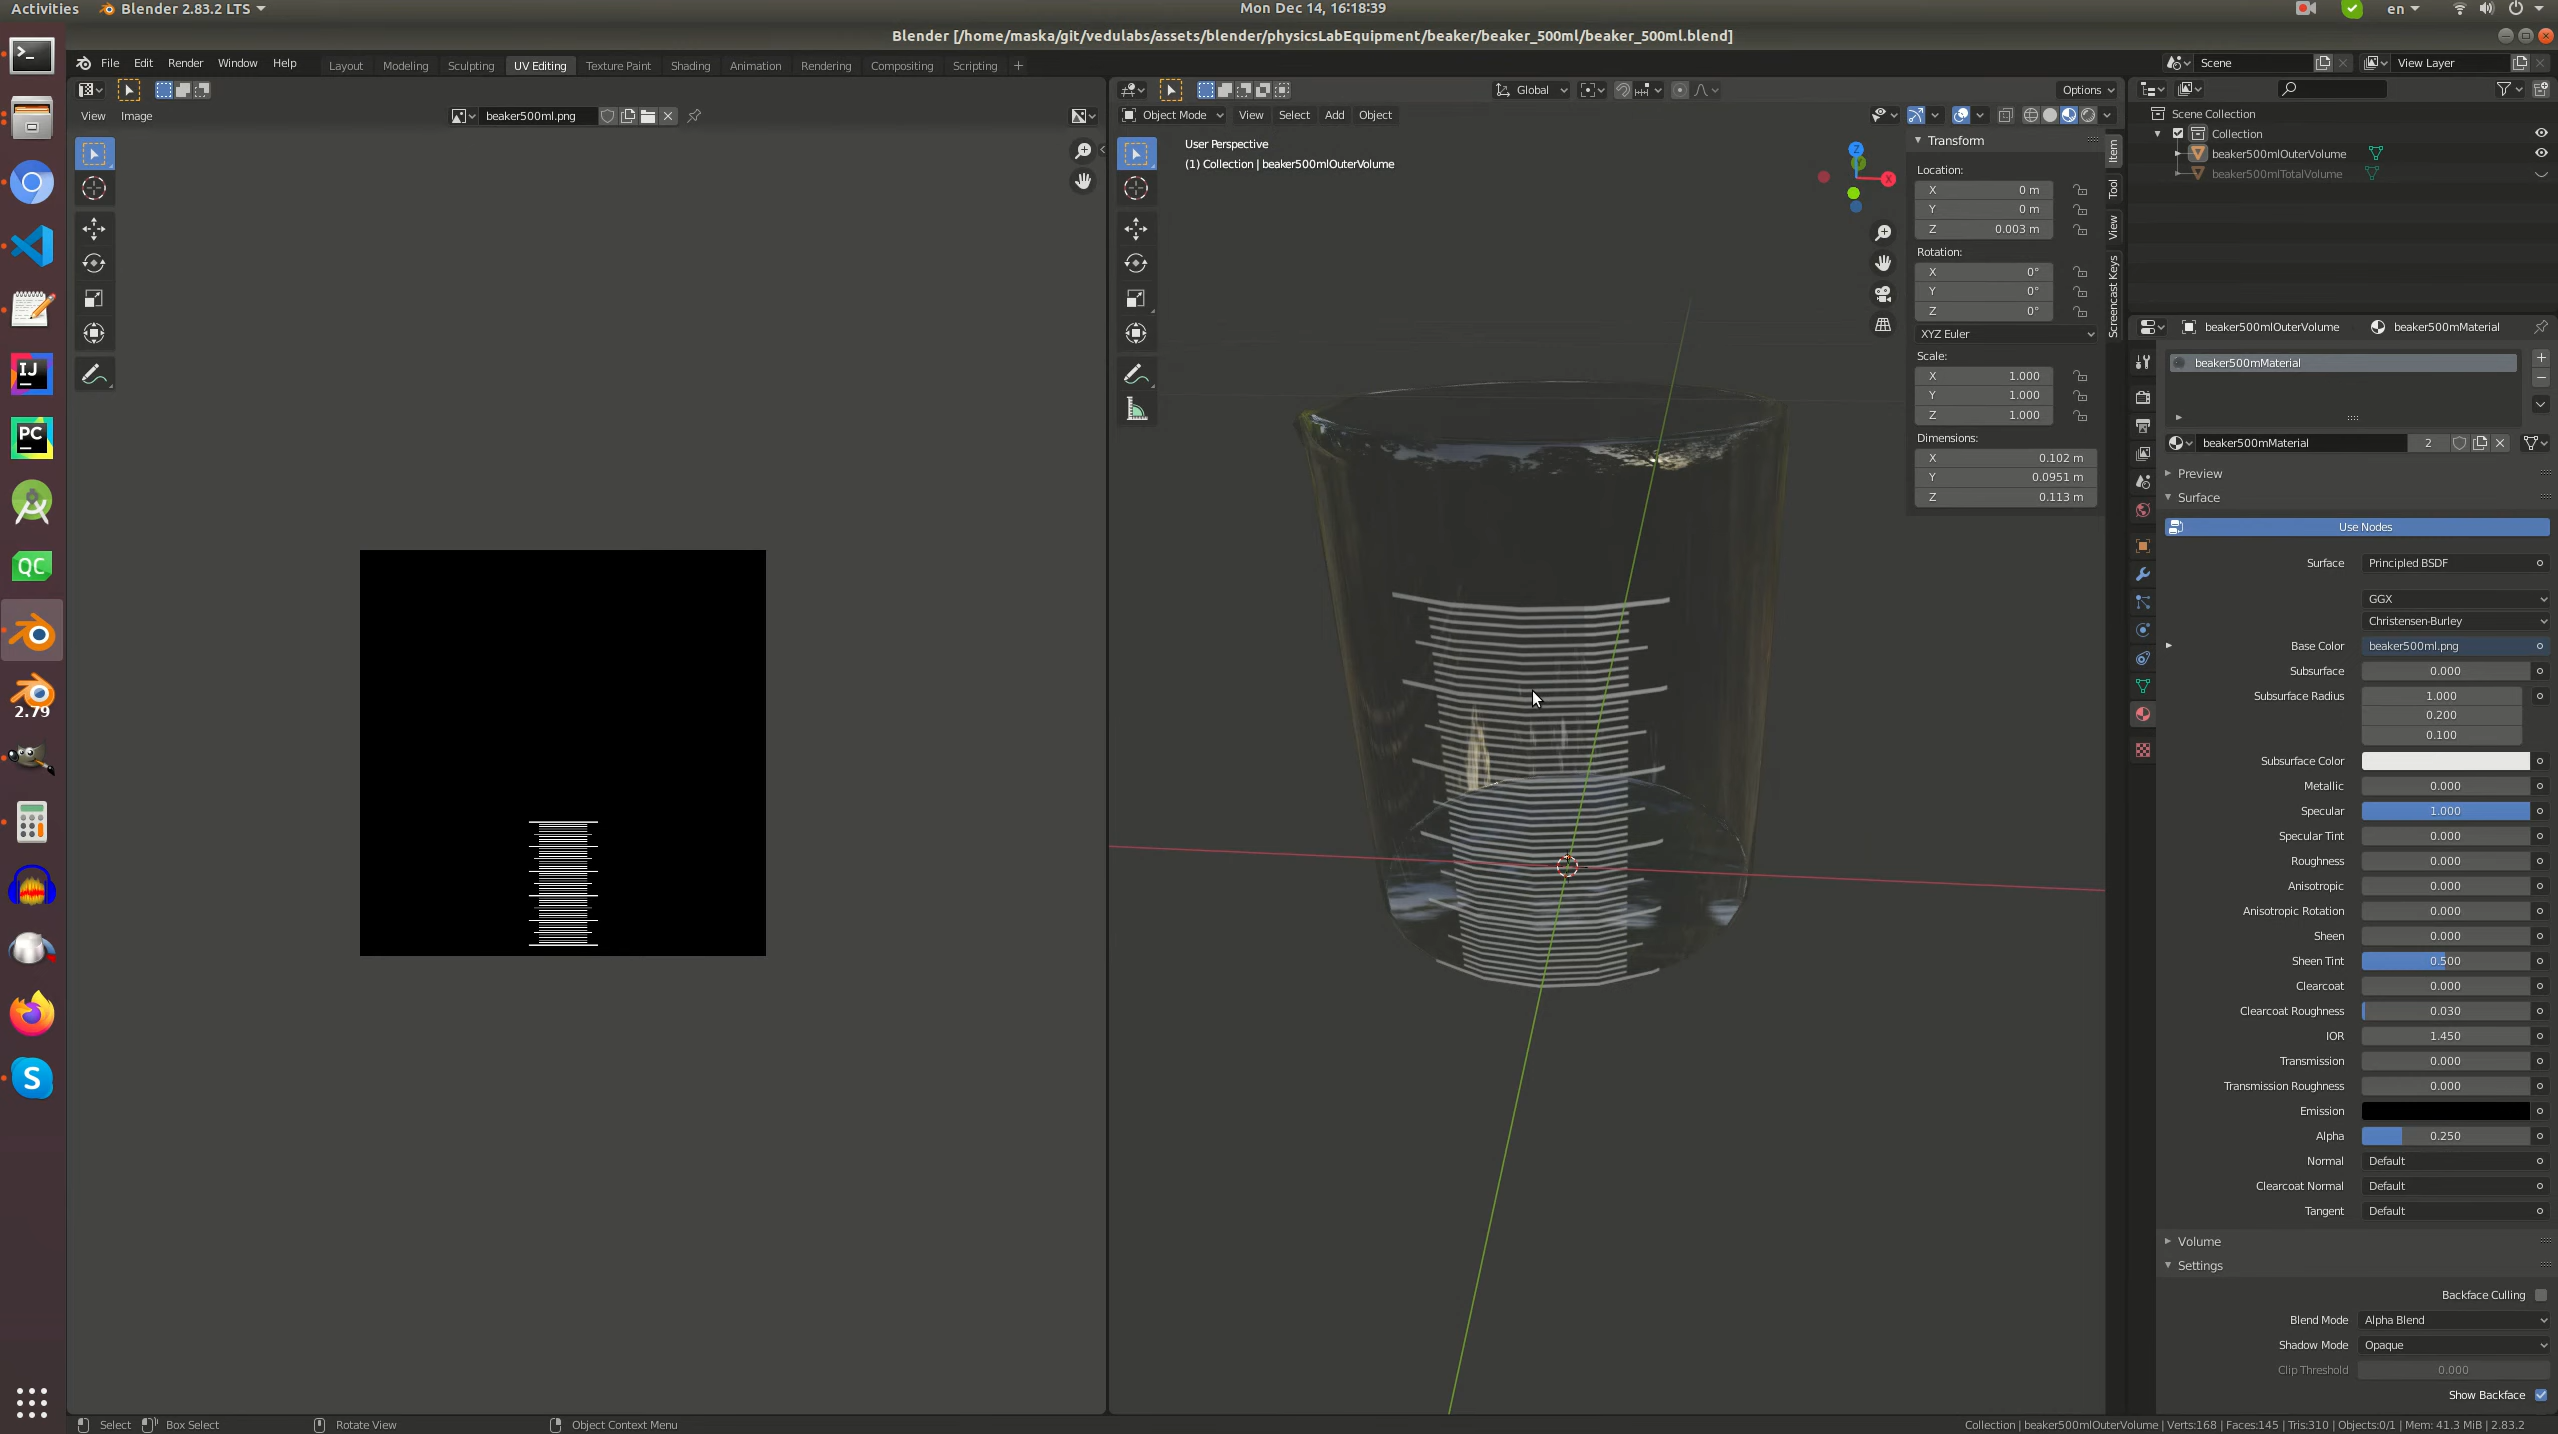 Activities Blender 2.83.2 LTS Mon Dec 14, 16:18:39 en
Blender [/home/maska/git/vedulabs/assets/blender/physicsLabEquipment/beaker/beaker_500ml/beaker_500ml.blend]
File Edit Render Window Help Layout Modeling Sculpting UV Editing Texture Paint Shading Animation Rendering Compositing Scripting + Scene View Layer
Global Options
View Image beaker500ml.png Object Mode View Select Add Object
Scene Collection
Collection
beaker500mlOuterVolume
beaker500mlTotalVolume
User Perspective
(1) Collection | beaker500mlOuterVolume
Z
X
Transform
Location:
X 0 m
Y 0 m
Z 0.003 m
Rotation:
X 0°
Y 0°
Z 0°
XYZ Euler
Scale:
X 1.000
Y 1.000
Z 1.000
Dimensions:
X 0.102 m
Y 0.0951 m
Z 0.113 m
Item
Tool
View
Screencast Keys
beaker500mlOuterVolume beaker500mMaterial
beaker500mMaterial
beaker500mMaterial 2
Preview
Surface
Use Nodes
Surface Principled BSDF
GGX
Christensen-Burley
Base Color beaker500ml.png
Subsurface 0.000
Subsurface Radius 1.000
0.200
0.100
Subsurface Color
Metallic 0.000
Specular 1.000
Specular Tint 0.000
Roughness 0.000
Anisotropic 0.000
Anisotropic Rotation 0.000
Sheen 0.000
Sheen Tint 0.500
Clearcoat 0.000
Clearcoat Roughness 0.030
IOR 1.450
Transmission 0.000
Transmission Roughness 0.000
Emission
Alpha 0.250
Normal Default
Clearcoat Normal Default
Tangent Default
Volume
Settings
Backface Culling
Blend Mode Alpha Blend
Shadow Mode Opaque
Clip Threshold 0.000
Show Backface
IJ
PC
QC
2.79
S
Select Box Select Rotate View Object Context Menu
Collection | beaker500mlOuterVolume | Verts:168 | Faces:145 | Tris:310 | Objects:0/1 | Mem: 41.3 MiB | 2.83.2